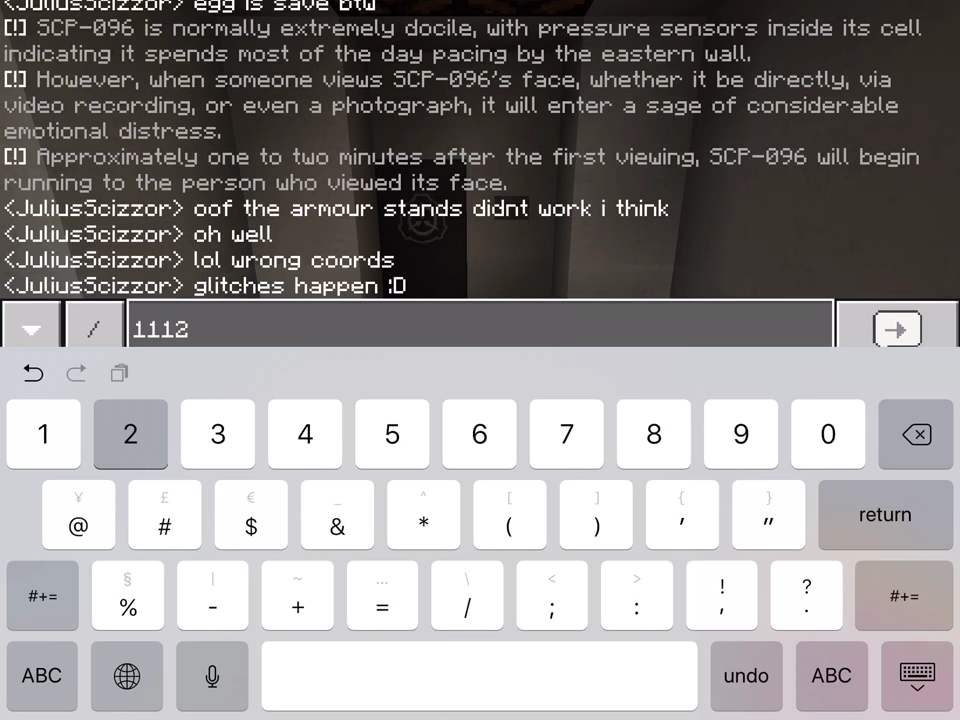 <JuliusScizzor> egg is save btw
[!] SCP-096 is normally extremely docile, with pressure sensors inside its cell
indicating it spends most of the day pacing by the eastern wall.
[!] However, when someone views SCP-096's face, whether it be directly, via
video recording, or even a photograph, it will enter a sage of considerable
emotional distress.
[!] Approximately one to two minutes after the first viewing, SCP-096 will begin
running to the person who viewed its face.
<JuliusScizzor> oof the armour stands didnt work i think
<JuliusScizzor> oh well
<JuliusScizzor> lol wrong coords
<JuliusScizzor> glitches happen :D
/ 1112
1 2 3 4 5 6 7 8 9 0
¥ £ € _ ^ [ ] { }
@ # $ & * ( ) ' " return
§ | ~ … \ < > ! ?
#+= % - + = / ; : , . #+=
ABC undo ABC